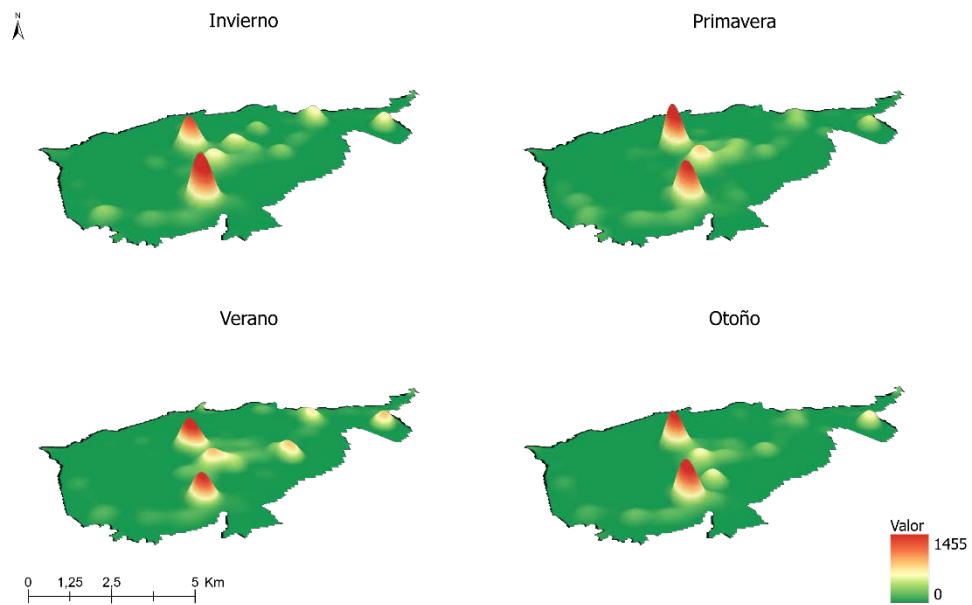 N
Invierno
Primavera
Verano
Otoño
Valor
1455
0
0 1,25 2,5 5 Km